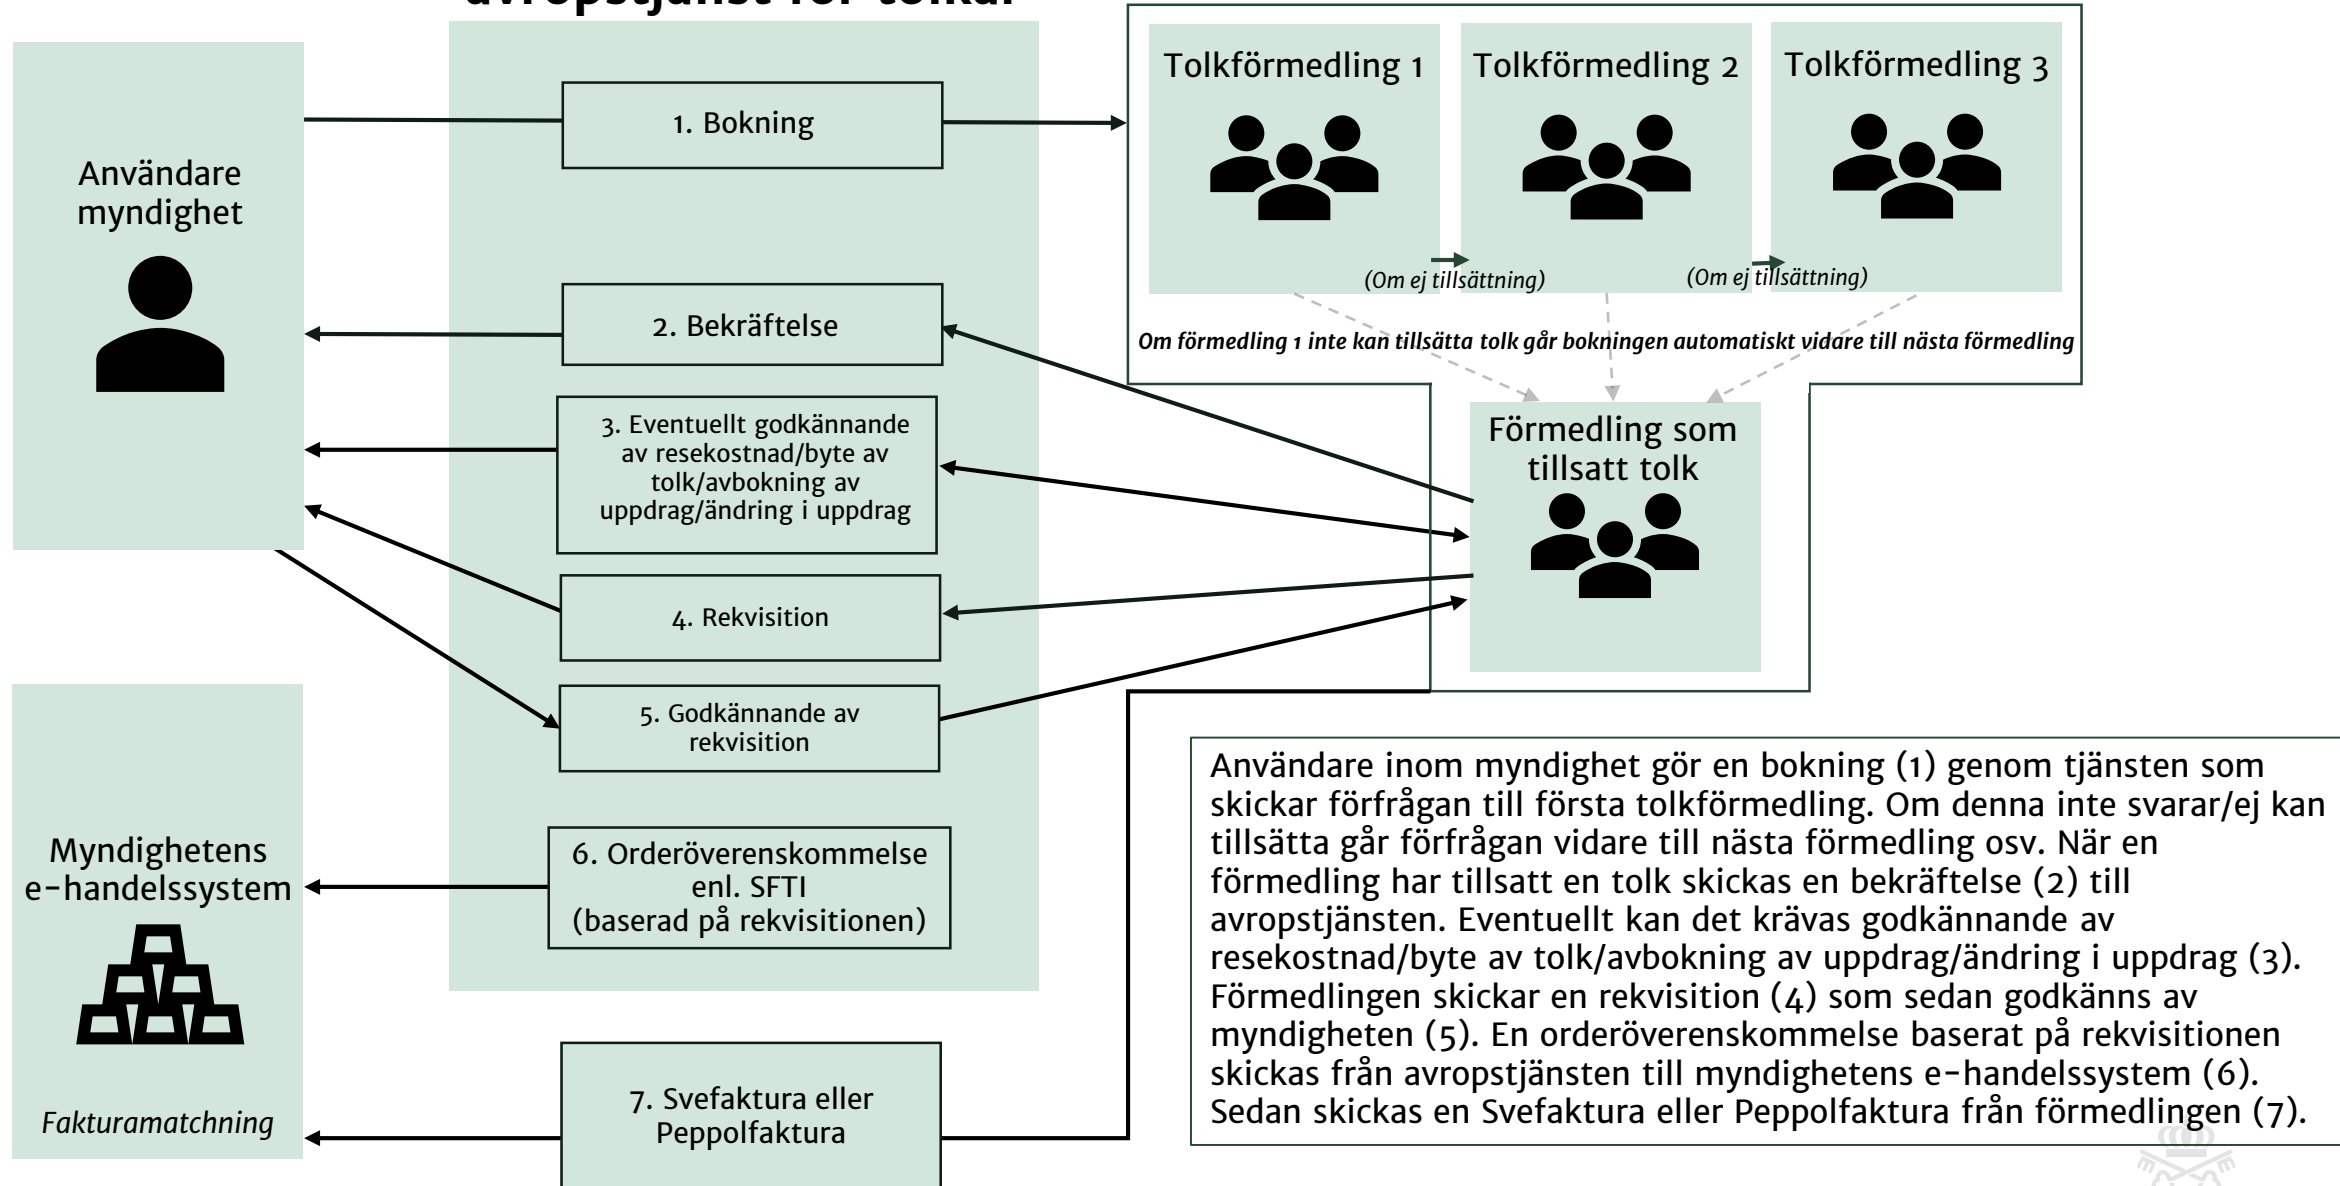 avropstjänst för tolkar
Användare
myndighet
1. Bokning
2. Bekräftelse
3. Eventuellt godkännande
av resekostnad/byte av
tolk/avbokning av
uppdrag/ändring i uppdrag
4. Rekvisition
5. Godkännande av
rekvisition
6. Orderöverenskommelse
enl. SFTI
(baserad på rekvisitionen)
7. Svefaktura eller
Peppolfaktura
Myndighetens
e-handelssystem
Fakturamatchning
Tolkförmedling 1
Tolkförmedling 2
Tolkförmedling 3
(Om ej tillsättning)
(Om ej tillsättning)
Om förmedling 1 inte kan tillsätta tolk går bokningen automatiskt vidare till nästa förmedling
Förmedling som
tillsatt tolk
Användare inom myndighet gör en bokning (1) genom tjänsten som
skickar förfrågan till första tolkförmedling. Om denna inte svarar/ej kan
tillsätta går förfrågan vidare till nästa förmedling osv. När en
förmedling har tillsatt en tolk skickas en bekräftelse (2) till
avropstjänsten. Eventuellt kan det krävas godkännande av
resekostnad/byte av tolk/avbokning av uppdrag/ändring i uppdrag (3).
Förmedlingen skickar en rekvisition (4) som sedan godkänns av
myndigheten (5). En orderöverenskommelse baserat på rekvisitionen
skickas från avropstjänsten till myndighetens e-handelssystem (6).
Sedan skickas en Svefaktura eller Peppolfaktura från förmedlingen (7).